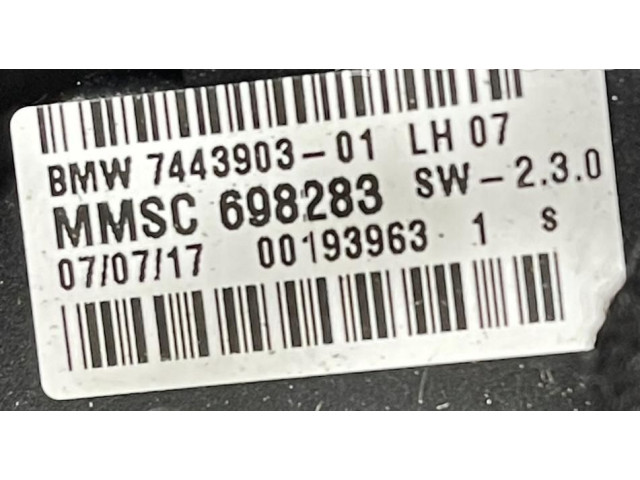 BMW 7443903-01 LH 07
MMSC 698283 SW-2.3.0
07/07/17 00193963 1 s